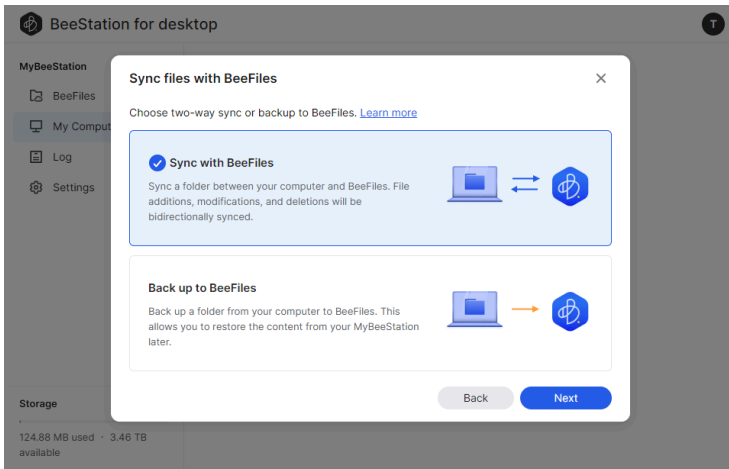 BeeStation for desktop
T
MyBeeStation
BeeFiles
My Comput
Log
Settings
Storage
124.88 MB used · 3.46 TB
available
Sync files with BeeFiles
Choose two-way sync or backup to BeeFiles. Learn more
Sync with BeeFiles
Sync a folder between your computer and BeeFiles. File
additions, modifications, and deletions will be
bidirectionally synced.
Back up to BeeFiles
Back up a folder from your computer to BeeFiles. This
allows you to restore the content from your MyBeeStation
later.
Back
Next